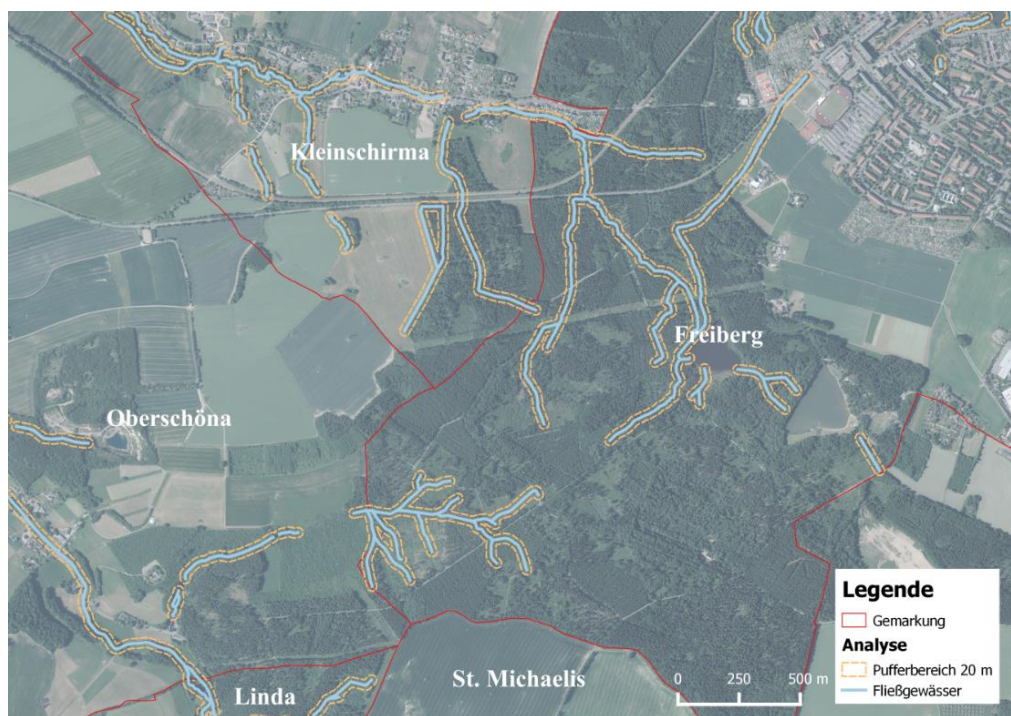 Kleinschirma
Freiberg
Oberschöna
Linda
St. Michaelis
Legende
Gemarkung
Analyse
Pufferbereich 20 m
Fließgewässer
0 250 500 m